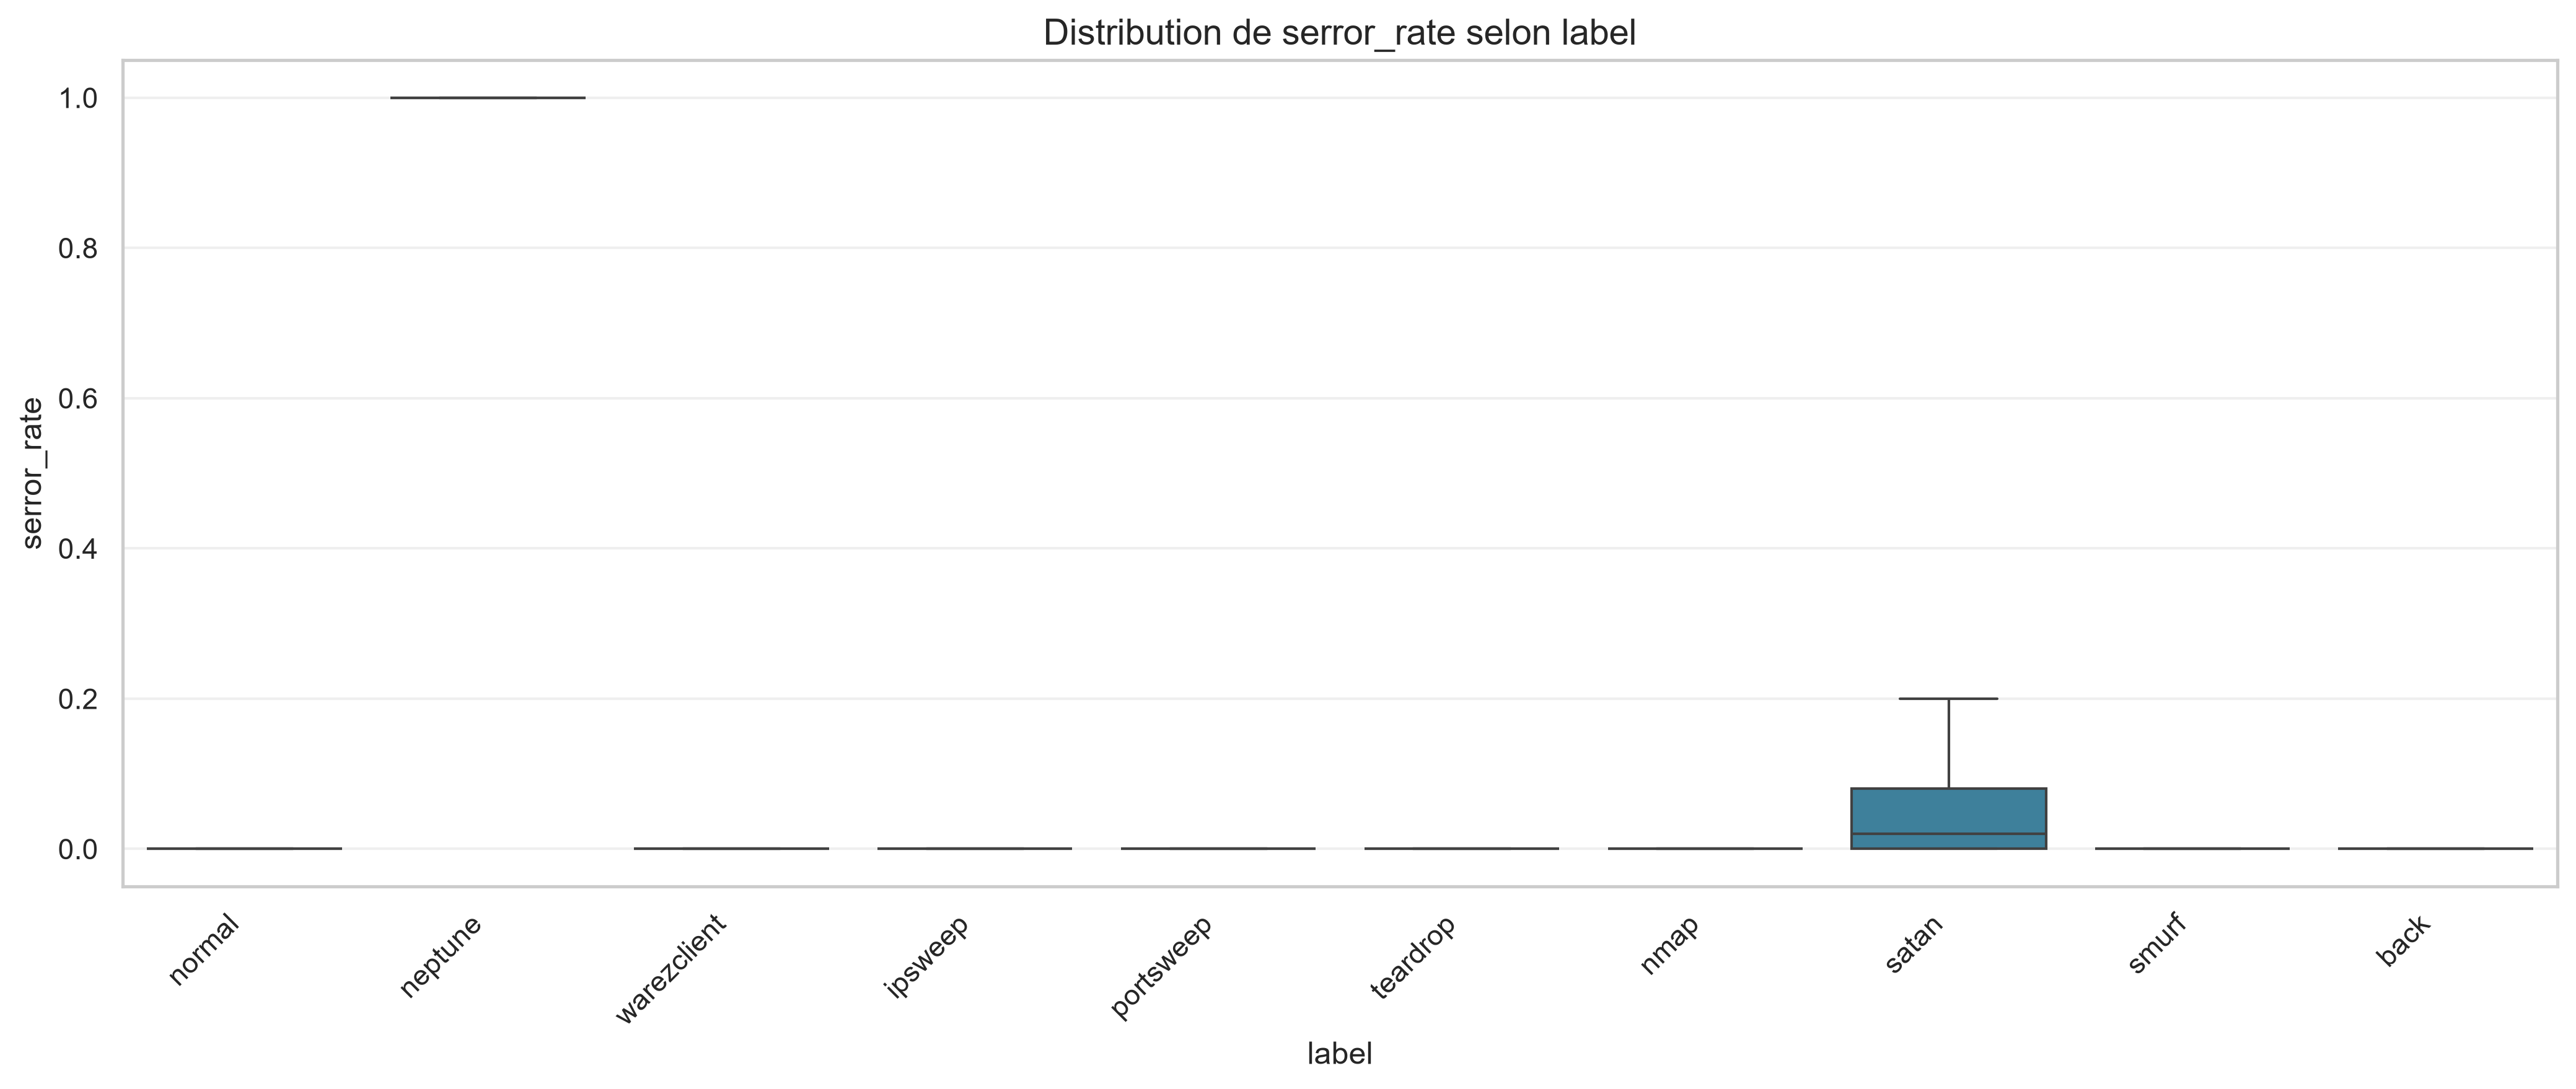 Distribution de serror_rate selon label
serror_rate
1.0
0.8
0.6
0.4
0.2
0.0
normal
neptune
warezclient
ipsweep
portsweep
teardrop
nmap
satan
smurf
back
label